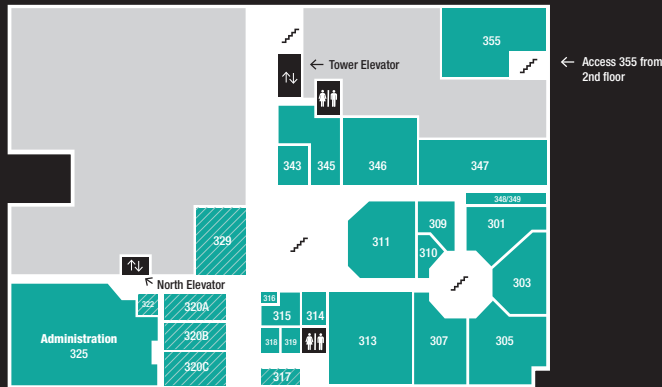 355
Tower Elevator
Access 355 from
2nd floor
343
345
346
347
348/349
329
311
309
301
310
303
North Elevator
322
320A
316
315
314
Administration
325
320B
318
319
313
307
305
320C
317